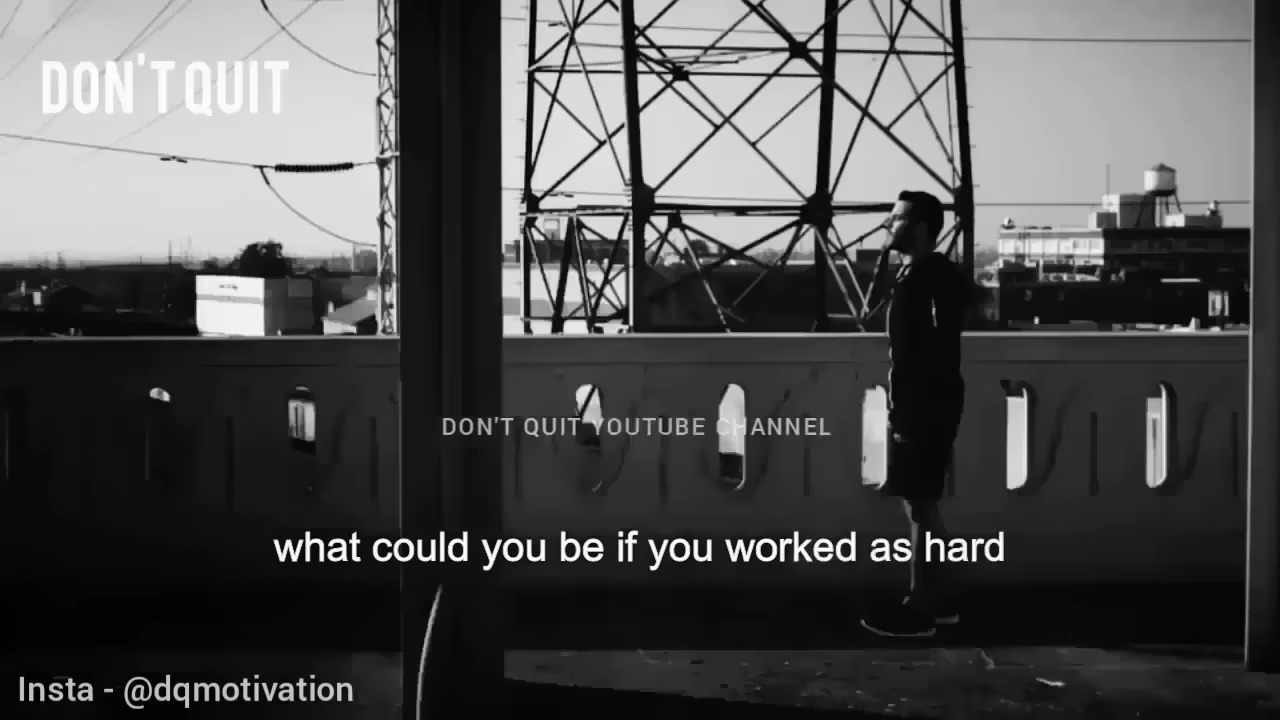 DON'T QUIT
DON'T QUIT YOUTUBE CHANNEL
what could you be if you worked as hard
Insta - @dqmotivation